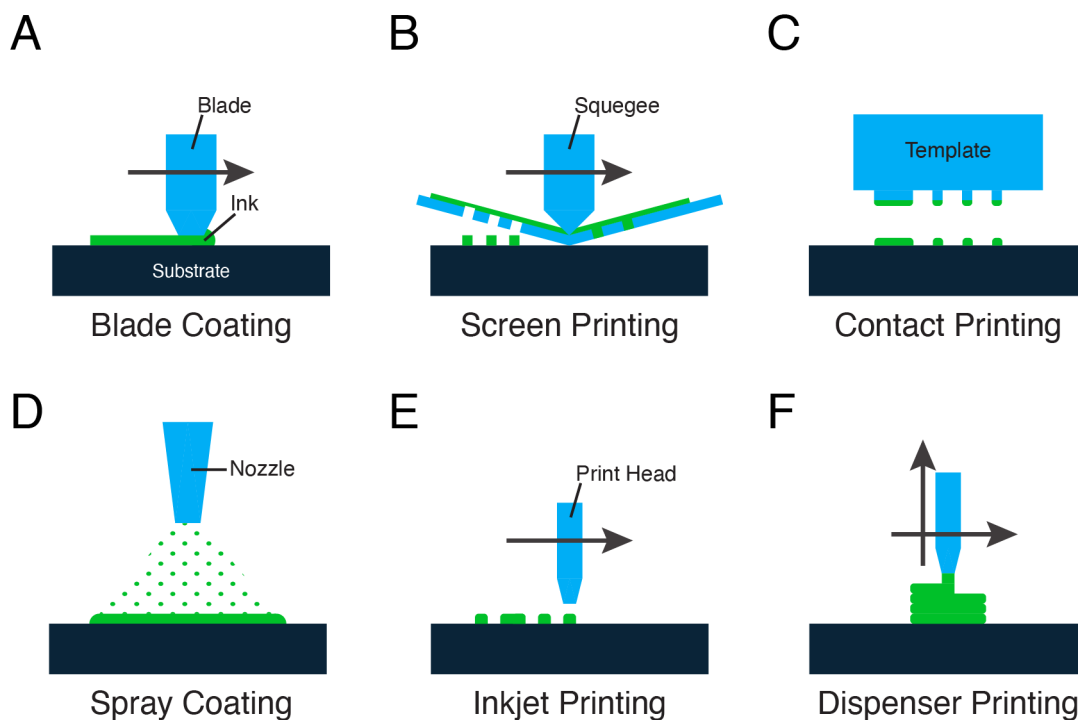 A
B
C
Blade
Squegee
Template
Ink
Substrate
Blade Coating
Screen Printing
Contact Printing
D
E
F
Nozzle
Print Head
Spray Coating
Inkjet Printing
Dispenser Printing